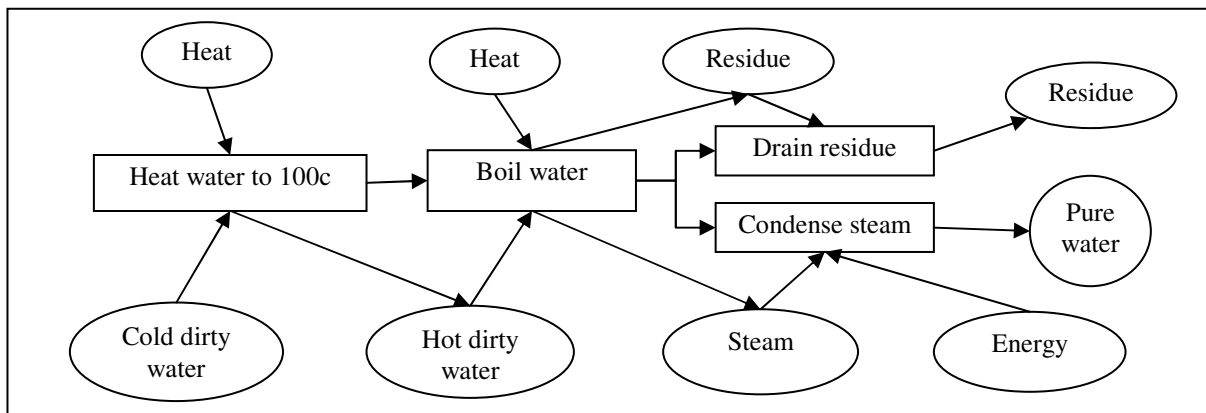 Heat
Heat
Residue
Residue
Heat water to 100c
Boil water
Drain residue
Condense steam
Pure
water
Cold dirty
water
Hot dirty
water
Steam
Energy